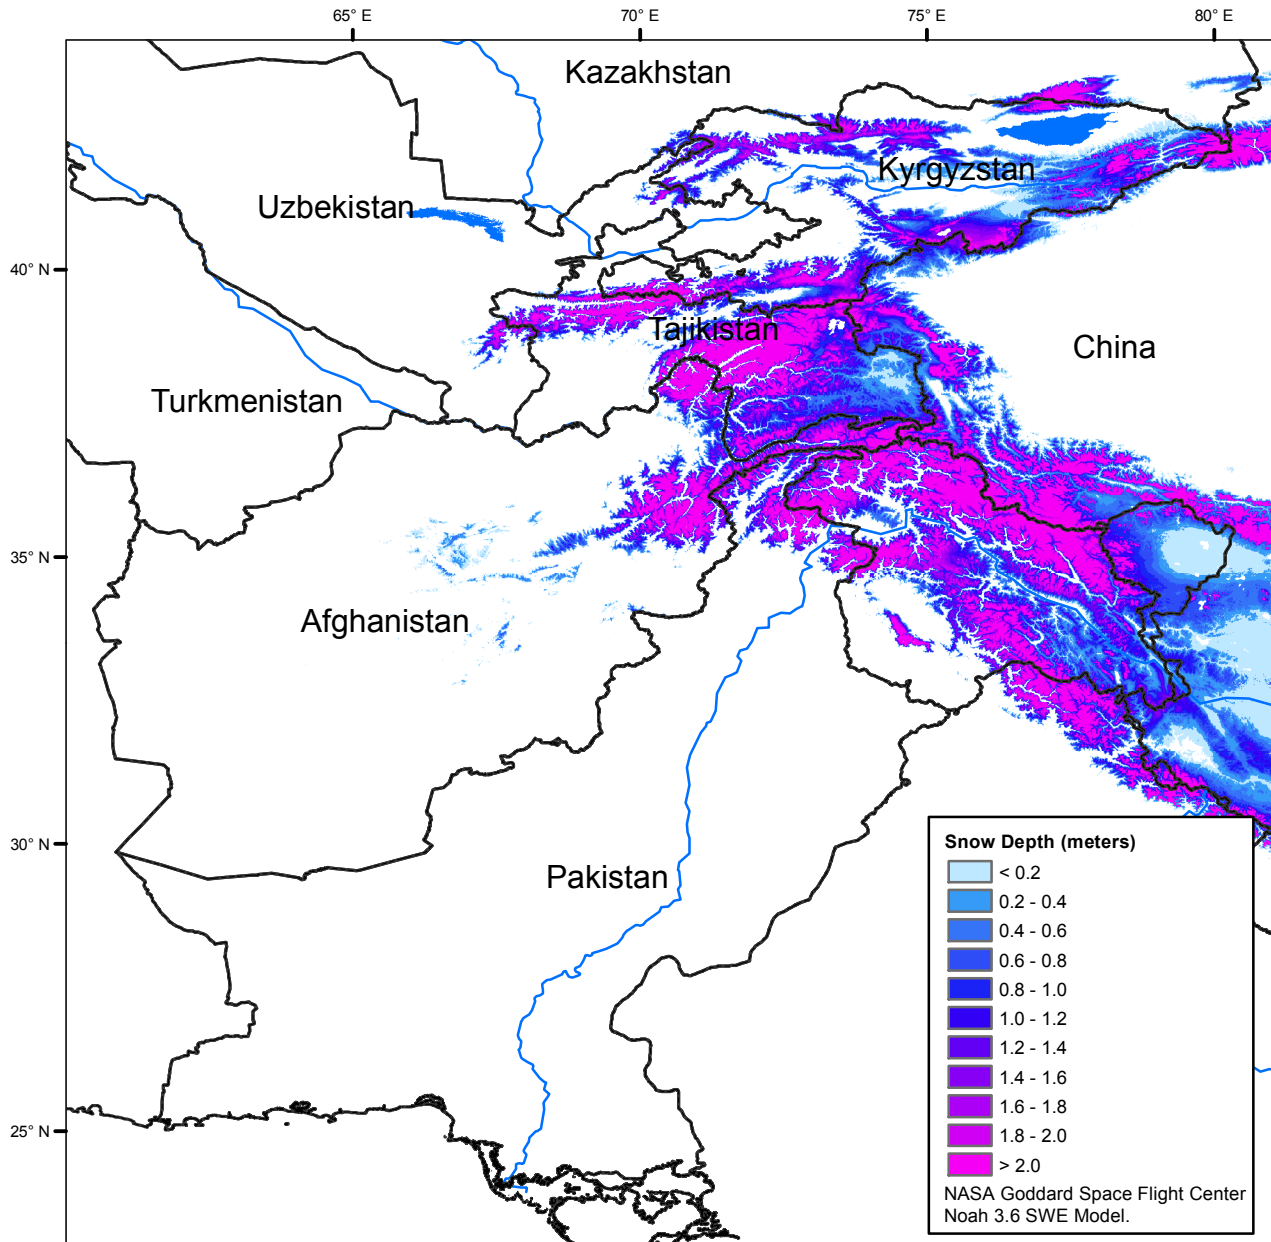 65° E
70° E
75° E
80° E
Kazakhstan
Kyrgyzstan
Uzbekistan
40° N
Tajikistan
China
Turkmenistan
35° N
Afghanistan
30° N
Pakistan
25° N
Snow Depth (meters)
< 0.2
0.2 - 0.4
0.4 - 0.6
0.6 - 0.8
0.8 - 1.0
1.0 - 1.2
1.2 - 1.4
1.4 - 1.6
1.6 - 1.8
1.8 - 2.0
> 2.0
NASA Goddard Space Flight Center
Noah 3.6 SWE Model.